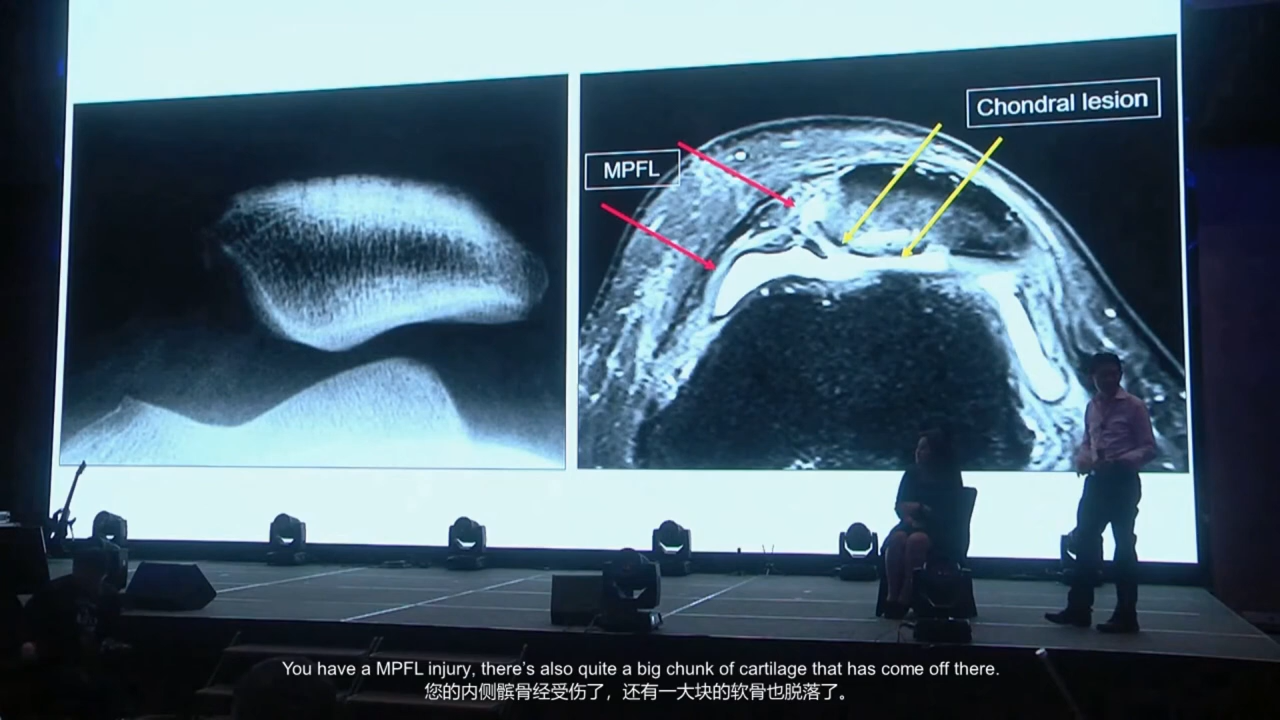 Chondral lesion
MPFL
You have a MPFL injury, there's also quite a big chunk of cartilage that has come off there.
您的内侧髌骨经受伤了，还有一大块的软骨也脱落了。